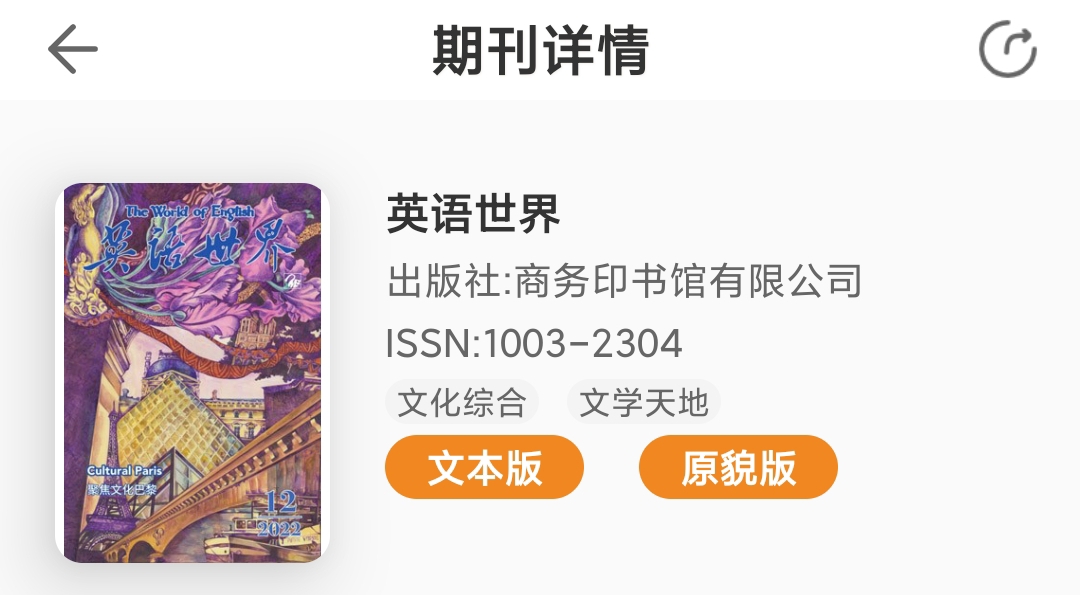 期刊详情
The World of English
英语世界
Cultural Paris
聚焦文化巴黎
12
2022
英语世界
出版社:商务印书馆有限公司
ISSN:1003-2304
文化综合 文学天地
文本版 原貌版